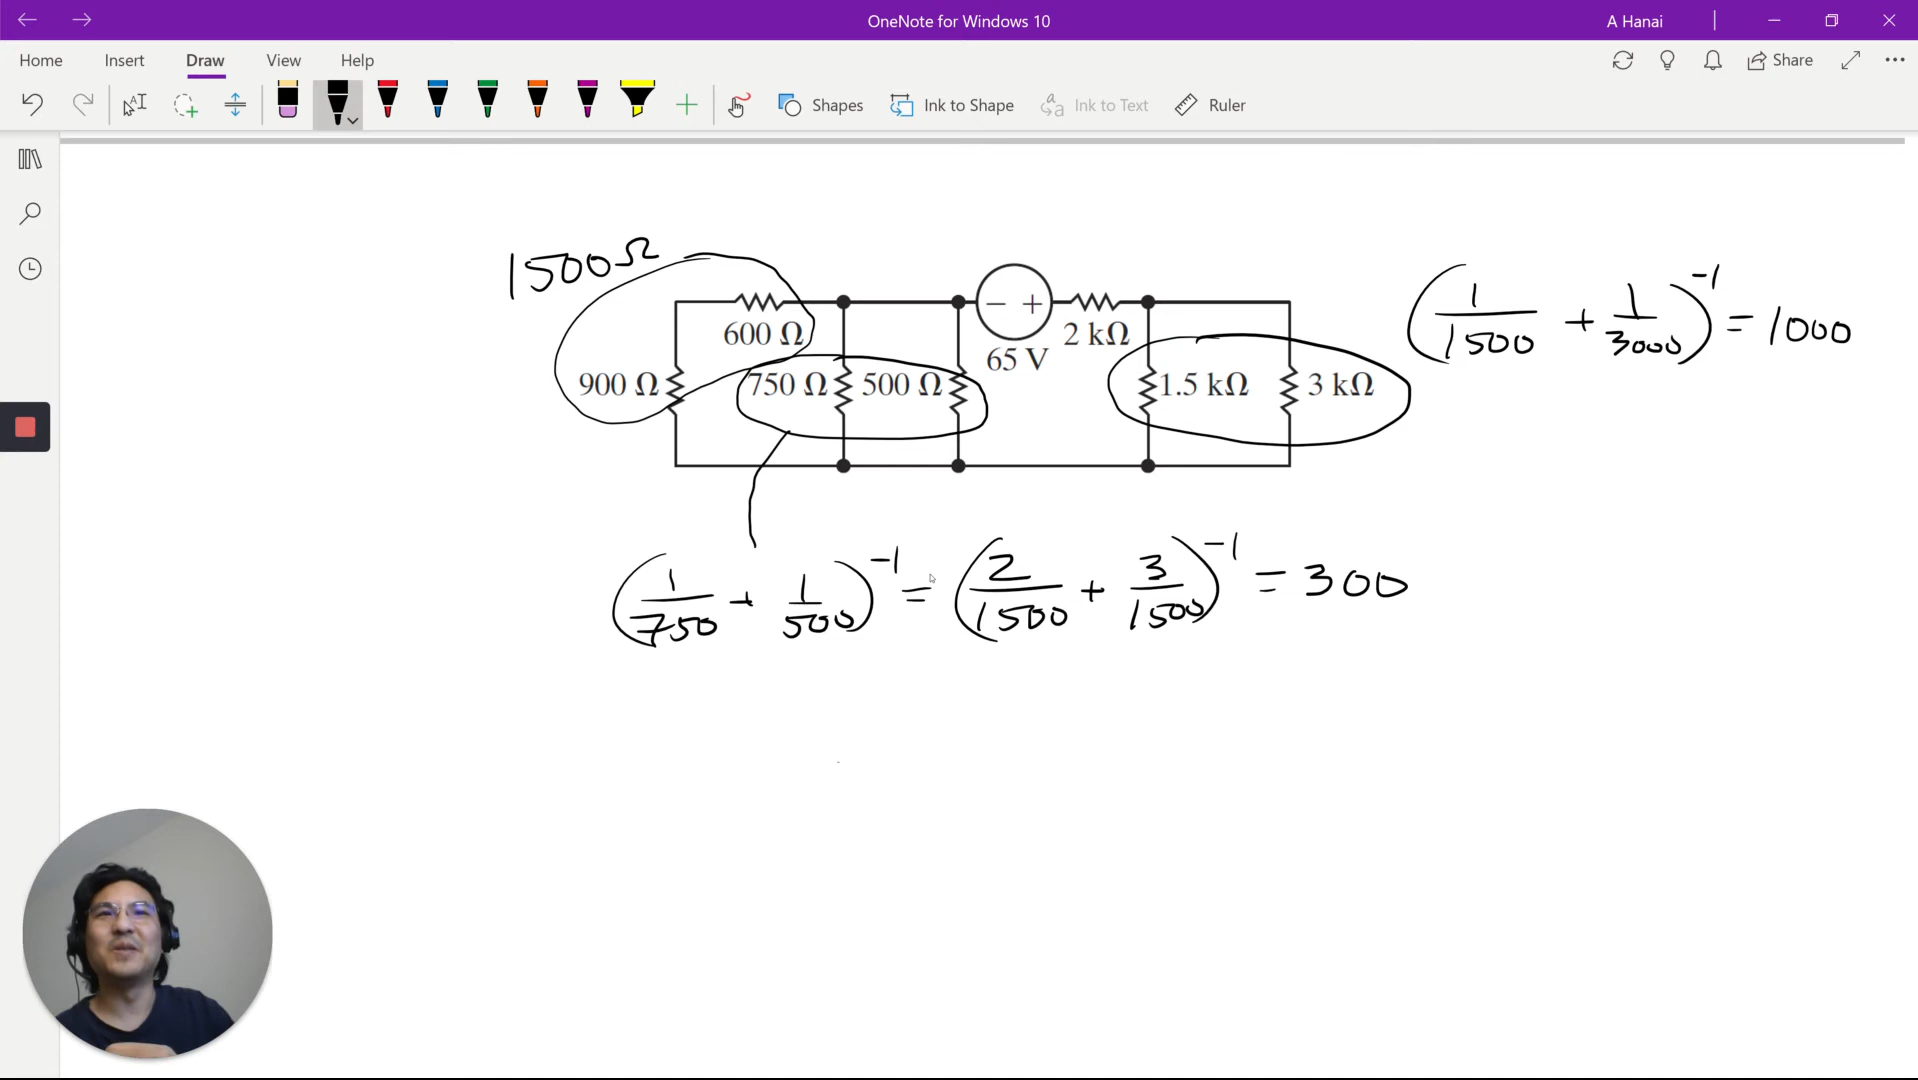 OneNote for Windows 10
A Hanai
Home Insert Draw View Help
Share
Shapes Ink to Shape Ink to Text Ruler
1500Ω
600 Ω
900 Ω
750 Ω
500 Ω
− +
65 V
2 kΩ
1.5 kΩ
3 kΩ
(1/1500 + 1/3000)^-1 = 1000
(1/750 + 1/500)^-1 = (2/1500 + 3/1500)^-1 = 300